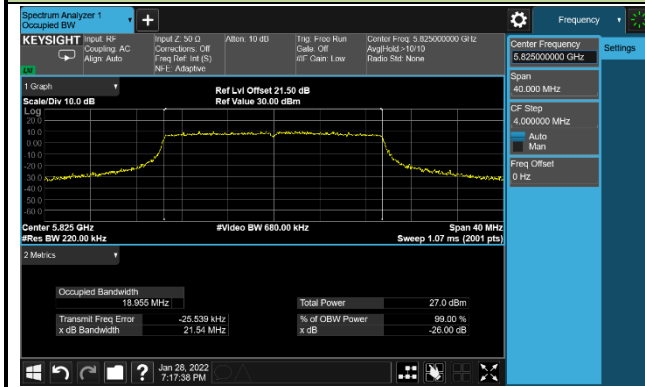 Spectrum Analyzer 1
Occupied BW
+
Frequency
KEYSIGHT
Input: RF
Coupling: AC
Align: Auto
Input Z: 50 Ω
Corrections: Off
Freq Ref: Int (S)
NFE: Adaptive
Atten: 10 dB
Trig: Free Run
Gate: Off
#IF Gain: Low
Center Freq: 5.825000000 GHz
Avg|Hold:>10/10
Radio Std: None
Center Frequency
5.825000000 GHz
Settings
Span
40.000 MHz
CF Step
4.000000 MHz
Auto
Man
Freq Offset
0 Hz
1 Graph
Scale/Div 10.0 dB
Ref Lvl Offset 21.50 dB
Ref Value 30.00 dBm
Log
20.0
10.0
0.00
-10.0
-20.0
-30.0
-40.0
-50.0
-60.0
Center 5.825 GHz
#Video BW 680.00 kHz
Span 40 MHz
#Res BW 220.00 kHz
Sweep 1.07 ms (2001 pts)
2 Metrics
Occupied Bandwidth
18.955 MHz
Total Power 27.0 dBm
Transmit Freq Error -25.539 kHz
% of OBW Power 99.00 %
x dB Bandwidth 21.54 MHz
x dB -26.00 dB
?
Jan 28, 2022
7:17:38 PM